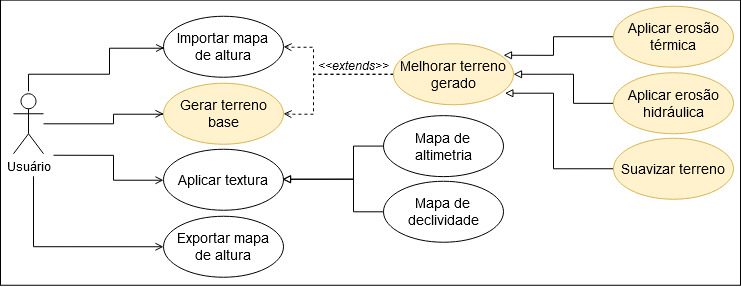 Importar mapa
de altura
<<extends>>
Melhorar terreno
gerado
Aplicar erosão
térmica
Gerar terreno
base
Aplicar erosão
hidráulica
Usuário
Aplicar textura
Mapa de
altimetria
Suavizar terreno
Mapa de
declividade
Exportar mapa
de altura